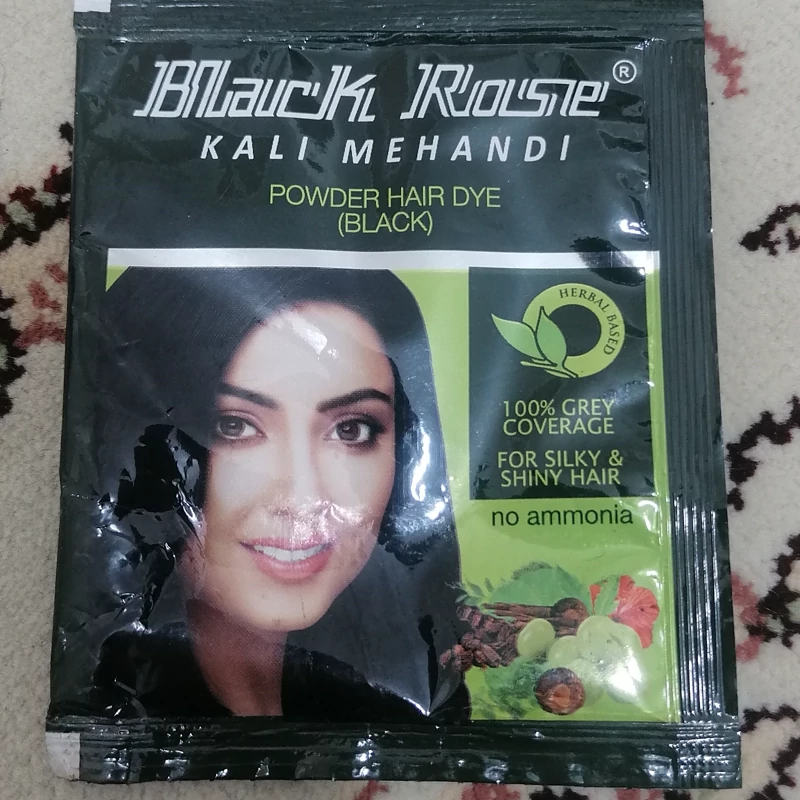 Black Rose®
KALI MEHANDI
POWDER HAIR DYE
(BLACK)
HERBAL BASED
100% GREY
COVERAGE
FOR SILKY &
SHINY HAIR
no ammonia